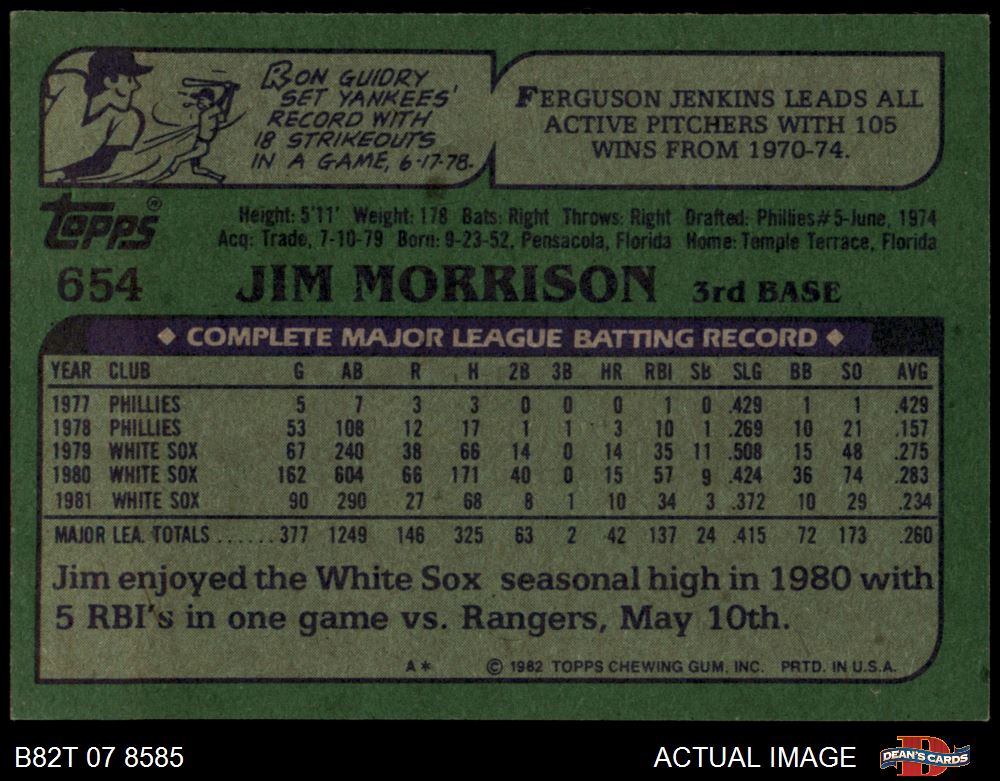 RON GUIDRY
SET YANKEES'
RECORD WITH
18 STRIKEOUTS
IN A GAME, 6-17-78.
FERGUSON JENKINS LEADS ALL
ACTIVE PITCHERS WITH 105
WINS FROM 1970-74.
Topps®
Height: 5'11' Weight: 178 Bats: Right Throws: Right Drafted: Phillies#5-June, 1974
Acq: Trade, 7-10-79 Born: 9-23-52, Pensacola, Florida Home: Temple Terrace, Florida
654 JIM MORRISON 3rd BASE
◆ COMPLETE MAJOR LEAGUE BATTING RECORD ◆
YEAR CLUB G AB R H 2B 3B HR RBI SB SLG BB SO AVG
1977 PHILLIES 5 7 3 3 0 0 0 1 0 .429 1 1 .429
1978 PHILLIES 53 108 12 17 1 1 3 10 1 .269 10 21 .157
1979 WHITE SOX 67 240 38 66 14 0 14 35 11 .508 15 48 .275
1980 WHITE SOX 162 604 66 171 40 0 15 57 9 .424 36 74 .283
1981 WHITE SOX 90 290 27 68 8 1 10 34 3 .372 10 29 .234
MAJOR LEA. TOTALS ...... 377 1249 146 325 63 2 42 137 24 .415 72 173 .260
Jim enjoyed the White Sox seasonal high in 1980 with
5 RBI's in one game vs. Rangers, May 10th.
A* © 1982 TOPPS CHEWING GUM, INC. PRTD. IN U.S.A.
B82T 07 8585 ACTUAL IMAGE DEAN'S CARDS